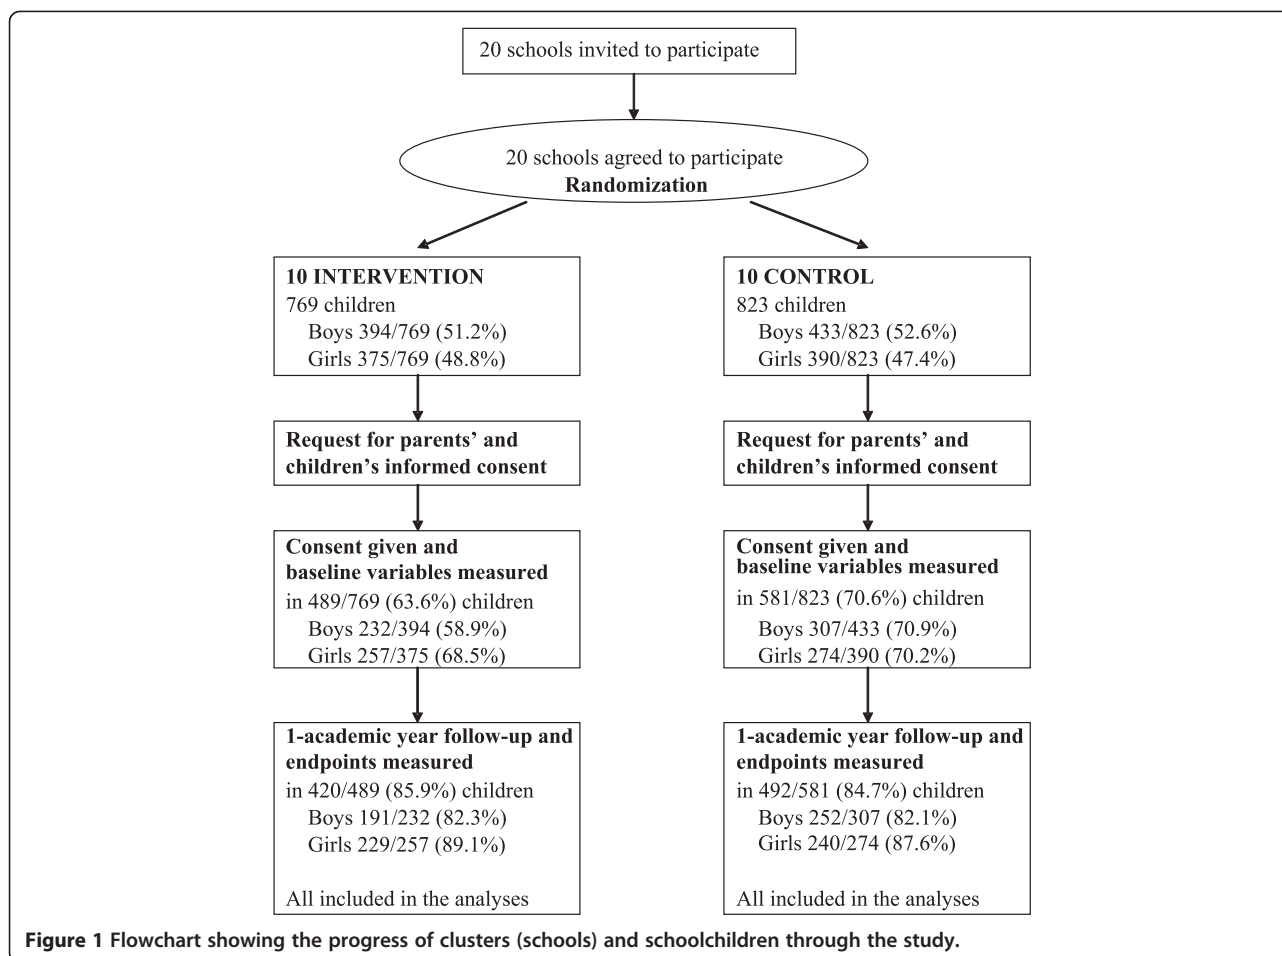 20 schools invited to participate
20 schools agreed to participate
Randomization
10 INTERVENTION
769 children
Boys 394/769 (51.2%)
Girls 375/769 (48.8%)
Request for parents’ and
children’s informed consent
Consent given and
baseline variables measured
in 489/769 (63.6%) children
Boys 232/394 (58.9%)
Girls 257/375 (68.5%)
1-academic year follow-up and
endpoints measured
in 420/489 (85.9%) children
Boys 191/232 (82.3%)
Girls 229/257 (89.1%)
All included in the analyses
10 CONTROL
823 children
Boys 433/823 (52.6%)
Girls 390/823 (47.4%)
Request for parents’ and
children’s informed consent
Consent given and
baseline variables measured
in 581/823 (70.6%) children
Boys 307/433 (70.9%)
Girls 274/390 (70.2%)
1-academic year follow-up and
endpoints measured
in 492/581 (84.7%) children
Boys 252/307 (82.1%)
Girls 240/274 (87.6%)
All included in the analyses
Figure 1 Flowchart showing the progress of clusters (schools) and schoolchildren through the study.